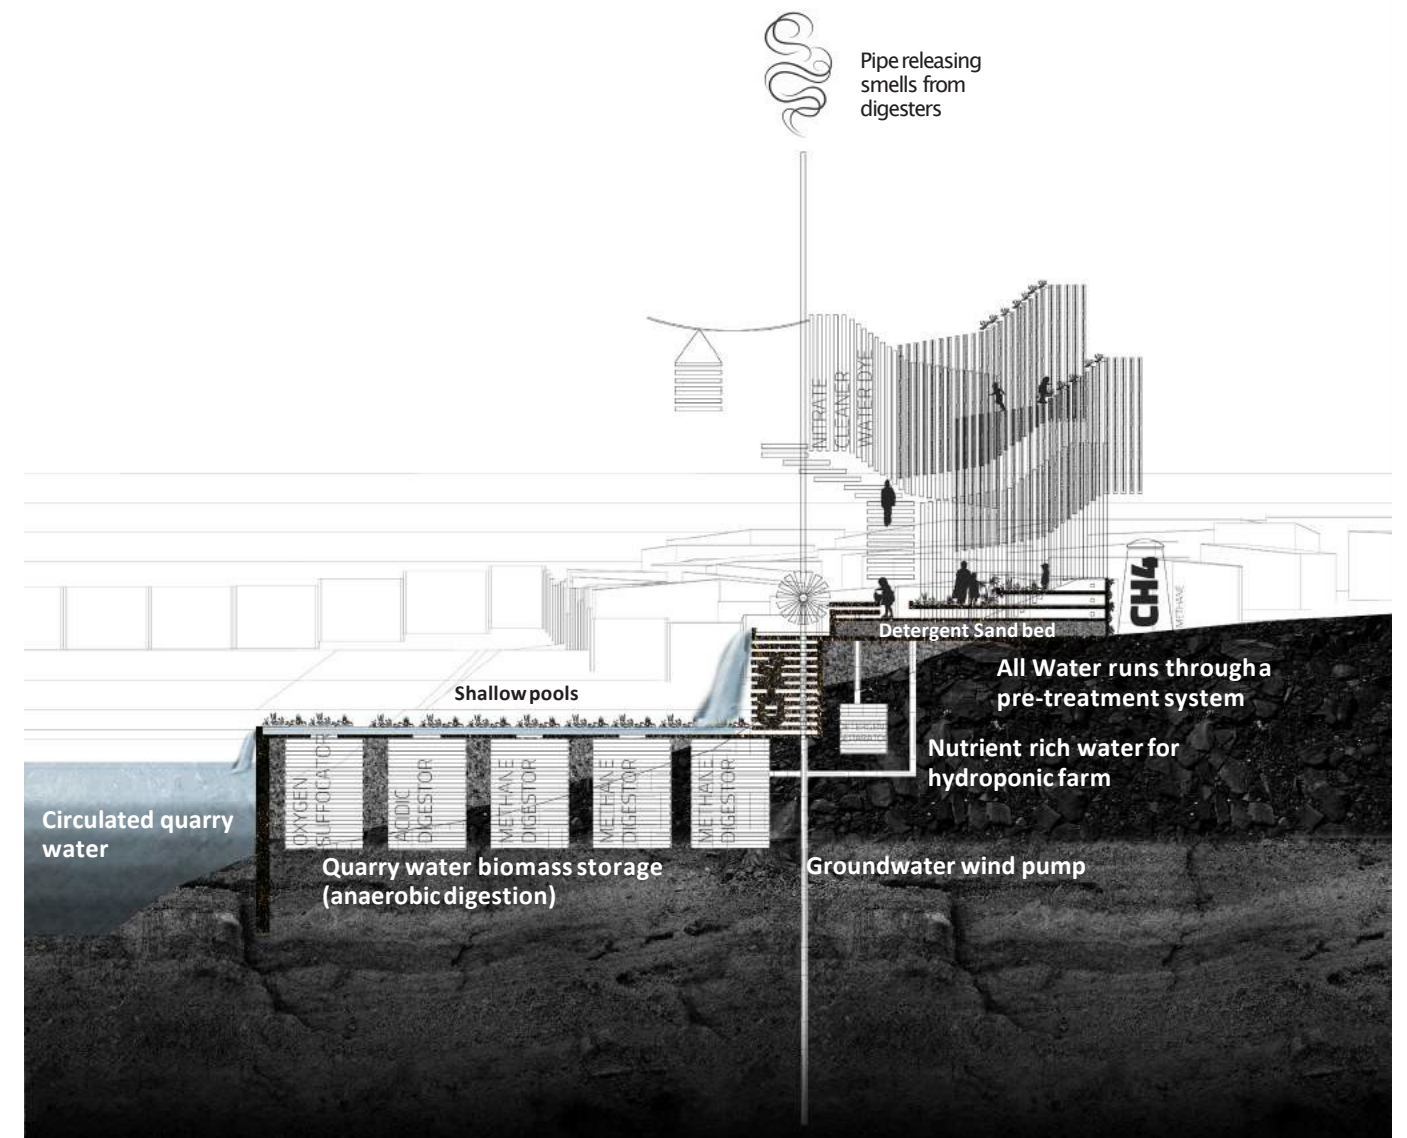 Pipe releasing
smells from
digesters
NITRATE
CLEANER
WATER DYE
CH4
METHANE
Detergent Sand bed
All Water runs through a
pre-treatment system
Shallow pools
Nutrient rich water for
hydroponic farm
OXYGEN
SUFFOCATOR
ACIDIC
DIGESTOR
METHANE
DIGESTOR
METHANE
DIGESTOR
METHANE
DIGESTOR
Circulated quarry
water
Quarry water biomass storage
(anaerobic digestion)
Groundwater wind pump